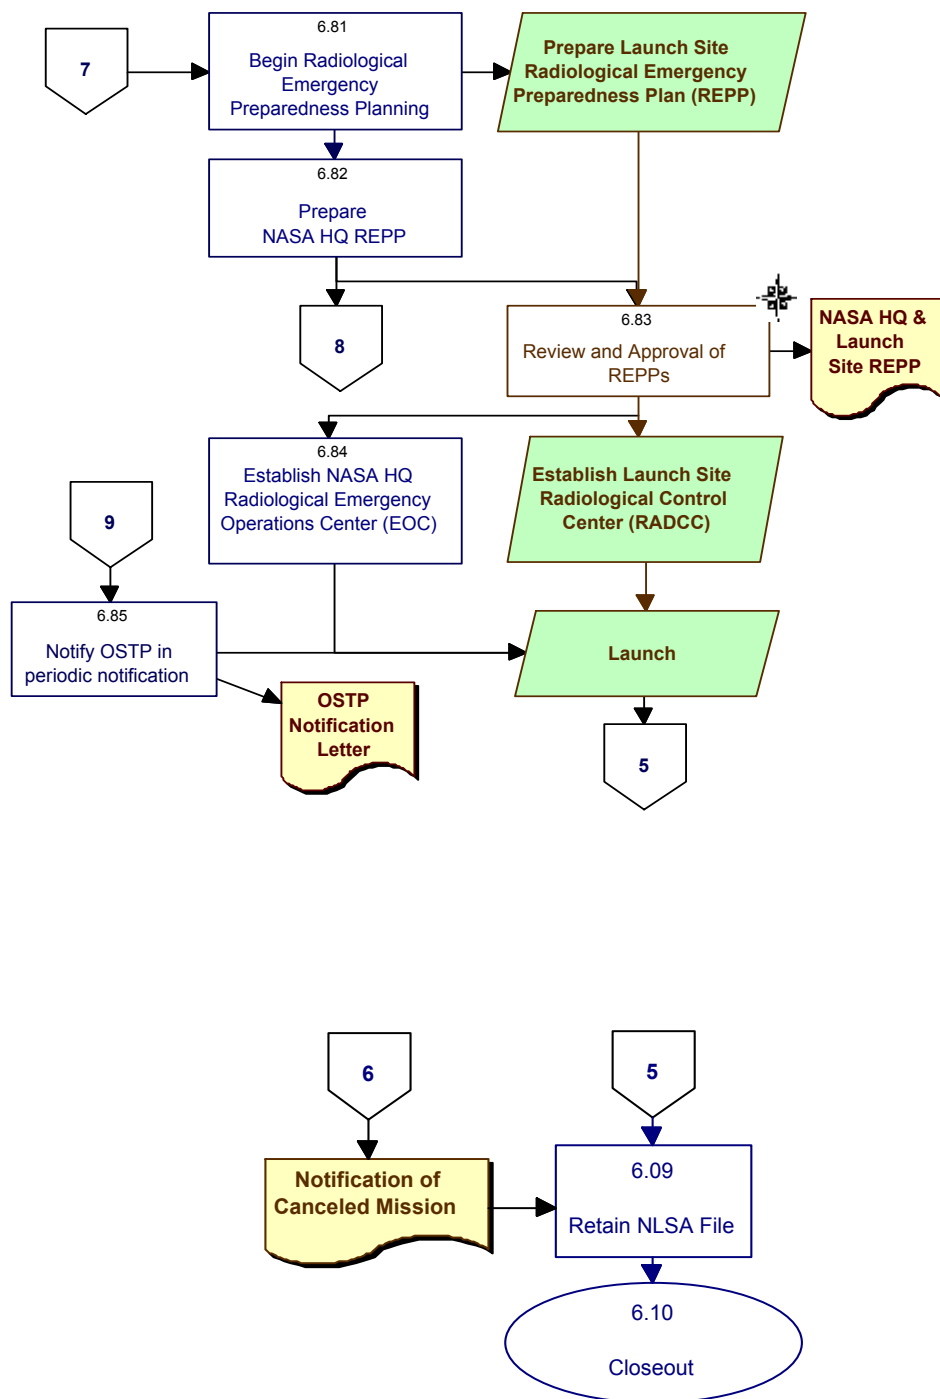 7
6.81
Begin Radiological
Emergency
Preparedness Planning
Prepare Launch Site
Radiological Emergency
Preparedness Plan (REPP)
6.82
Prepare
NASA HQ REPP
8
6.83
Review and Approval of
REPPs
NASA HQ &
Launch
Site REPP
6.84
Establish NASA HQ
Radiological Emergency
Operations Center (EOC)
Establish Launch Site
Radiological Control
Center (RADCC)
9
6.85
Notify OSTP in
periodic notification
Launch
OSTP
Notification
Letter
5
6
5
Notification of
Canceled Mission
6.09
Retain NLSA File
6.10
Closeout